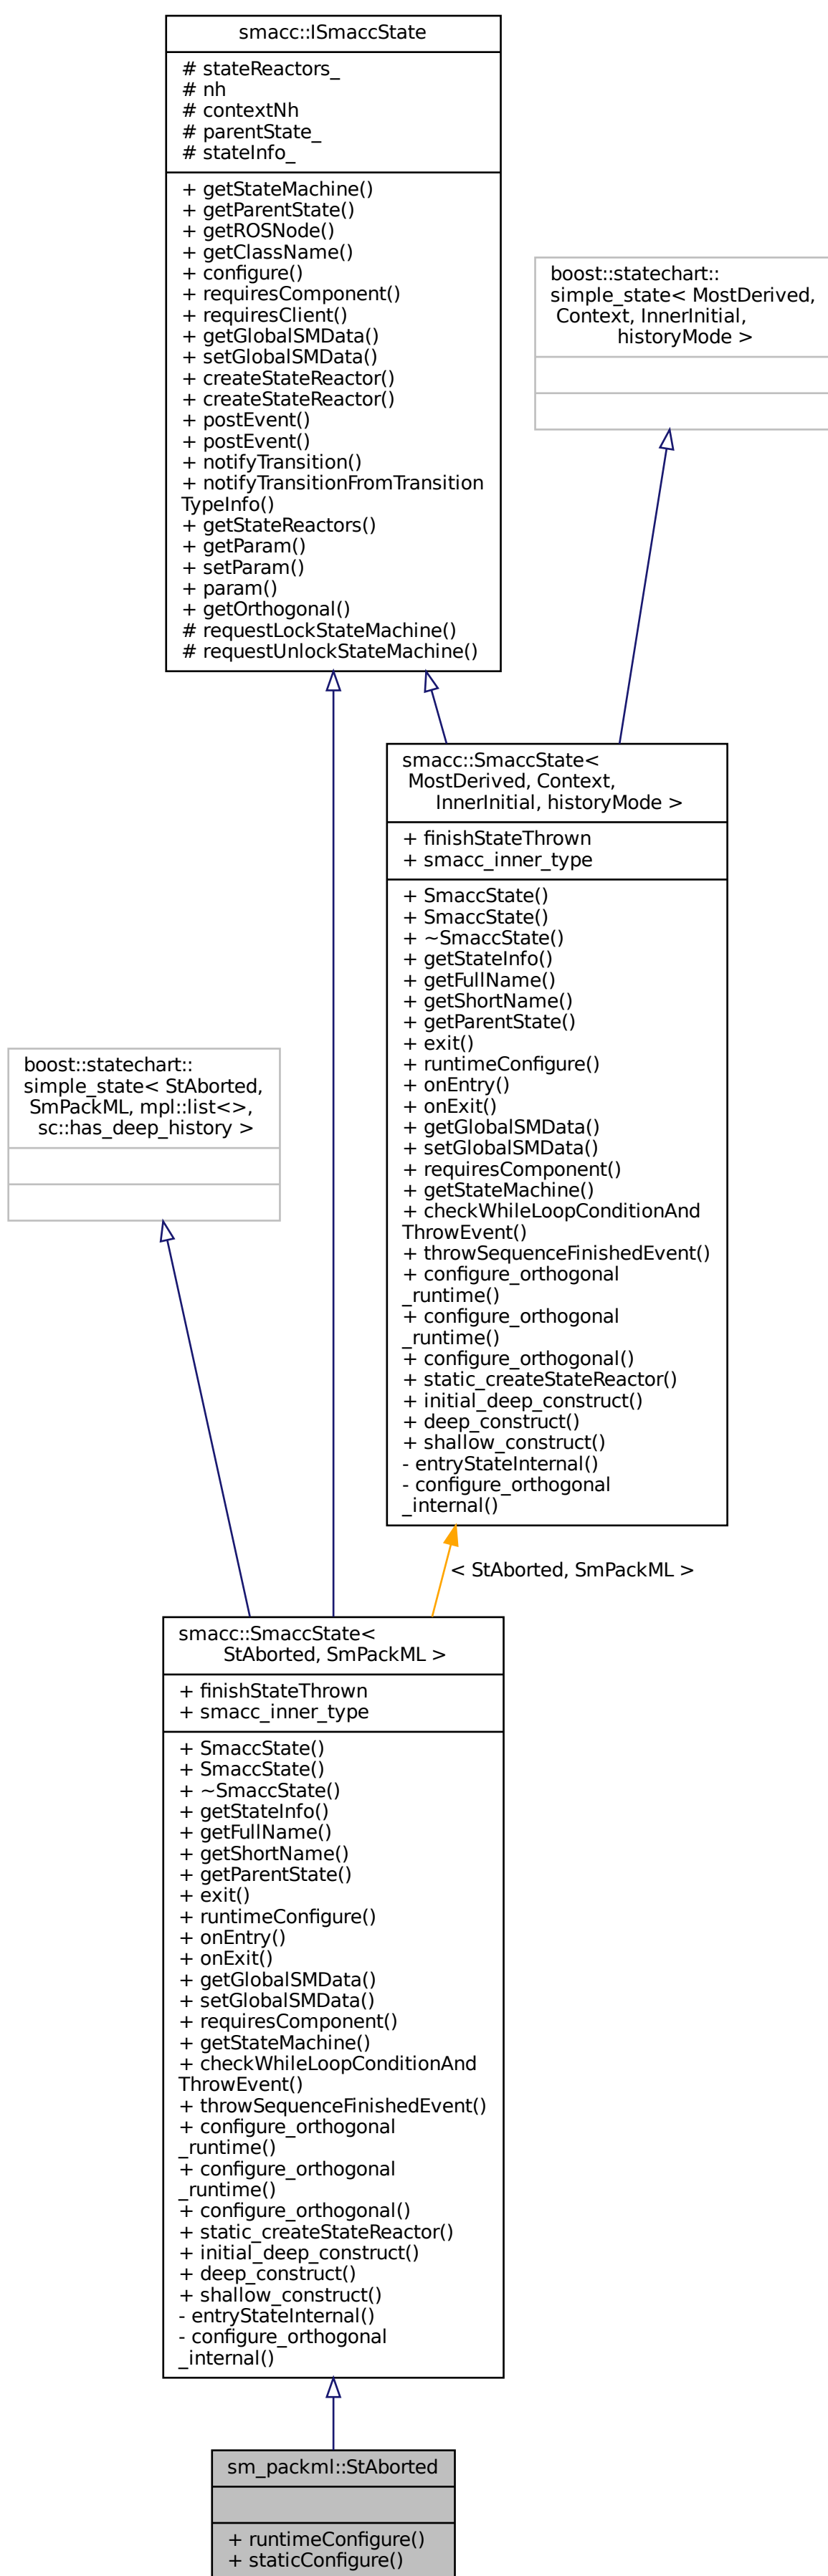 smacc::ISmaccState
# stateReactors_
# nh
# contextNh
# parentState_
# stateInfo_
+ getStateMachine()
+ getParentState()
+ getROSNode()
+ getClassName()
+ configure()
+ requiresComponent()
+ requiresClient()
+ getGlobalSMData()
+ setGlobalSMData()
+ createStateReactor()
+ createStateReactor()
+ postEvent()
+ postEvent()
+ notifyTransition()
+ notifyTransitionFromTransition
TypeInfo()
+ getStateReactors()
+ getParam()
+ setParam()
+ param()
+ getOrthogonal()
# requestLockStateMachine()
# requestUnlockStateMachine()
boost::statechart::
simple_state< MostDerived,
Context, InnerInitial,
historyMode >
smacc::SmaccState<
MostDerived, Context,
InnerInitial, historyMode >
+ finishStateThrown
+ smacc_inner_type
+ SmaccState()
+ SmaccState()
+ ~SmaccState()
+ getStateInfo()
+ getFullName()
+ getShortName()
+ getParentState()
+ exit()
+ runtimeConfigure()
+ onEntry()
+ onExit()
+ getGlobalSMData()
+ setGlobalSMData()
+ requiresComponent()
+ getStateMachine()
+ checkWhileLoopConditionAnd
ThrowEvent()
+ throwSequenceFinishedEvent()
+ configure_orthogonal
_runtime()
+ configure_orthogonal
_runtime()
+ configure_orthogonal()
+ static_createStateReactor()
+ initial_deep_construct()
+ deep_construct()
+ shallow_construct()
- entryStateInternal()
- configure_orthogonal
_internal()
boost::statechart::
simple_state< StAborted,
SmPackML, mpl::list<>,
sc::has_deep_history >
< StAborted, SmPackML >
smacc::SmaccState<
StAborted, SmPackML >
+ finishStateThrown
+ smacc_inner_type
+ SmaccState()
+ SmaccState()
+ ~SmaccState()
+ getStateInfo()
+ getFullName()
+ getShortName()
+ getParentState()
+ exit()
+ runtimeConfigure()
+ onEntry()
+ onExit()
+ getGlobalSMData()
+ setGlobalSMData()
+ requiresComponent()
+ getStateMachine()
+ checkWhileLoopConditionAnd
ThrowEvent()
+ throwSequenceFinishedEvent()
+ configure_orthogonal
_runtime()
+ configure_orthogonal
_runtime()
+ configure_orthogonal()
+ static_createStateReactor()
+ initial_deep_construct()
+ deep_construct()
+ shallow_construct()
- entryStateInternal()
- configure_orthogonal
_internal()
sm_packml::StAborted
+ runtimeConfigure()
+ staticConfigure()